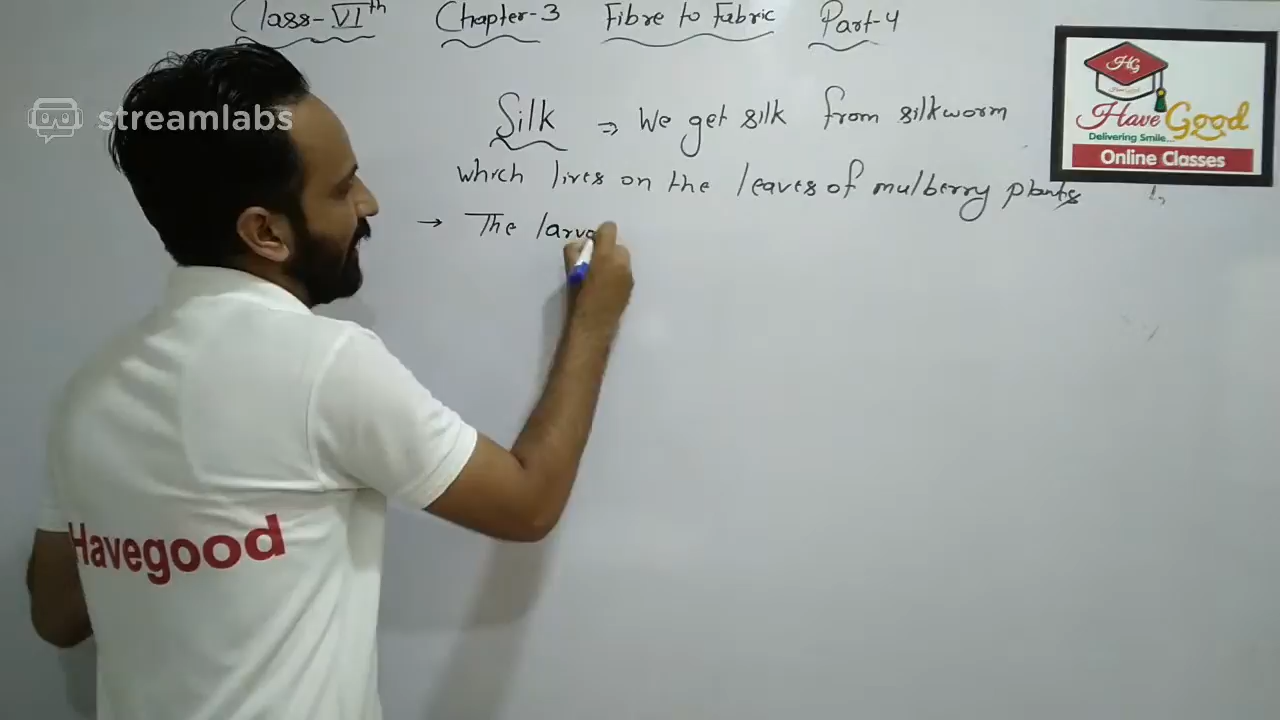 Class-VIth Chapter-3 Fibre to Fabric Part-4
streamlabs
Silk ⇒ We get silk from silkworm
which lives on the leaves of mulberry plants
→ The larva
HG
Have Good
Delivering Smile...
Online Classes
Havegood